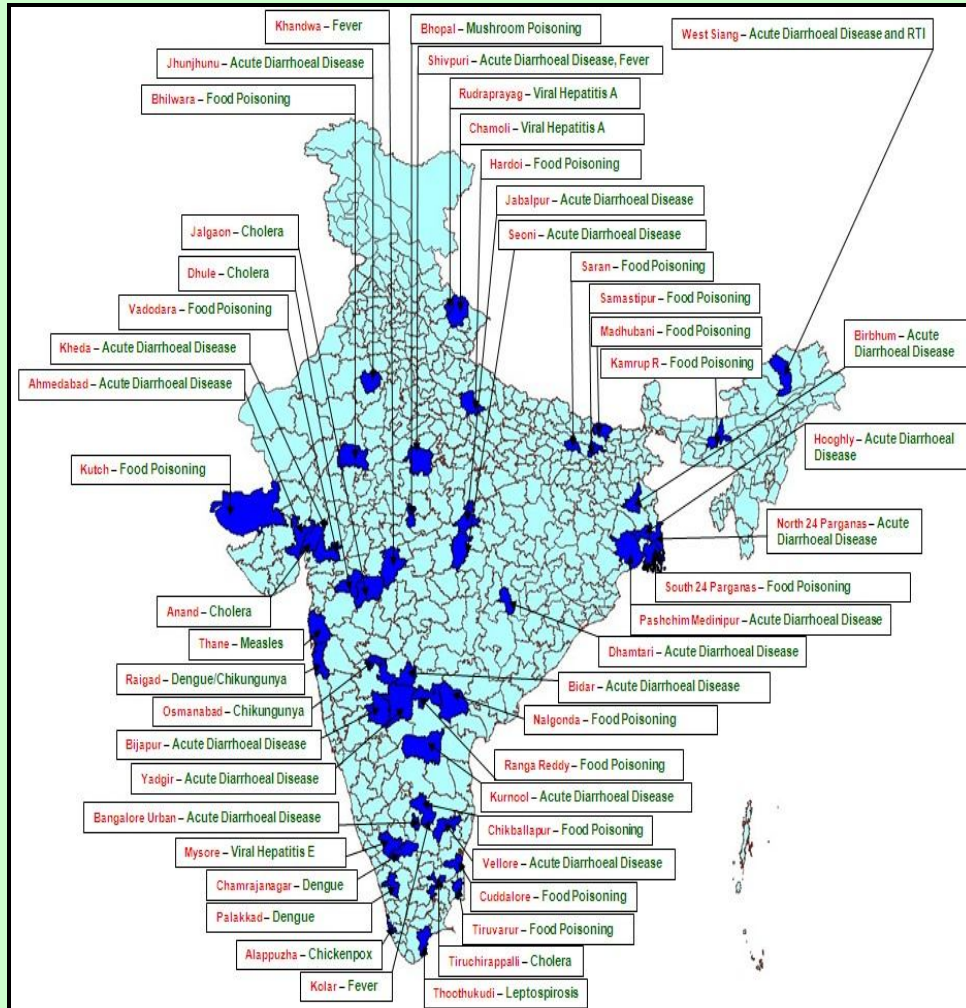 Khandwa – Fever
Bhopal – Mushroom Poisoning
West Siang – Acute Diarrhoeal Disease and RTI
Jhunjhunu – Acute Diarrhoeal Disease
Shivpuri – Acute Diarrhoeal Disease, Fever
Bhilwara – Food Poisoning
Rudraprayag – Viral Hepatitis A
Chamoli – Viral Hepatitis A
Hardoi – Food Poisoning
Jabalpur – Acute Diarrhoeal Disease
Jalgaon – Cholera
Seoni – Acute Diarrhoeal Disease
Dhule – Cholera
Saran – Food Poisoning
Vadodara – Food Poisoning
Samastipur – Food Poisoning
Madhubani – Food Poisoning
Birbhum – Acute
Diarrhoeal Disease
Kheda – Acute Diarrhoeal Disease
Kamrup R – Food Poisoning
Ahmedabad – Acute Diarrhoeal Disease
Hooghly – Acute Diarrhoeal
Disease
Kutch – Food Poisoning
North 24 Parganas – Acute
Diarrhoeal Disease
South 24 Parganas – Food Poisoning
Anand – Cholera
Pashchim Medinipur – Acute Diarrhoeal Disease
Thane – Measles
Dhamtari – Acute Diarrhoeal Disease
Raigad – Dengue/Chikungunya
Bidar – Acute Diarrhoeal Disease
Osmanabad – Chikungunya
Nalgonda – Food Poisoning
Bijapur – Acute Diarrhoeal Disease
Ranga Reddy – Food Poisoning
Yadgir – Acute Diarrhoeal Disease
Kurnool – Acute Diarrhoeal Disease
Bangalore Urban – Acute Diarrhoeal Disease
Chikballapur – Food Poisoning
Mysore – Viral Hepatitis E
Vellore – Acute Diarrhoeal Disease
Chamrajanagar – Dengue
Cuddalore – Food Poisoning
Palakkad – Dengue
Tiruvarur – Food Poisoning
Alappuzha – Chickenpox
Tiruchirappalli – Cholera
Kolar – Fever
Thoothukudi – Leptospirosis